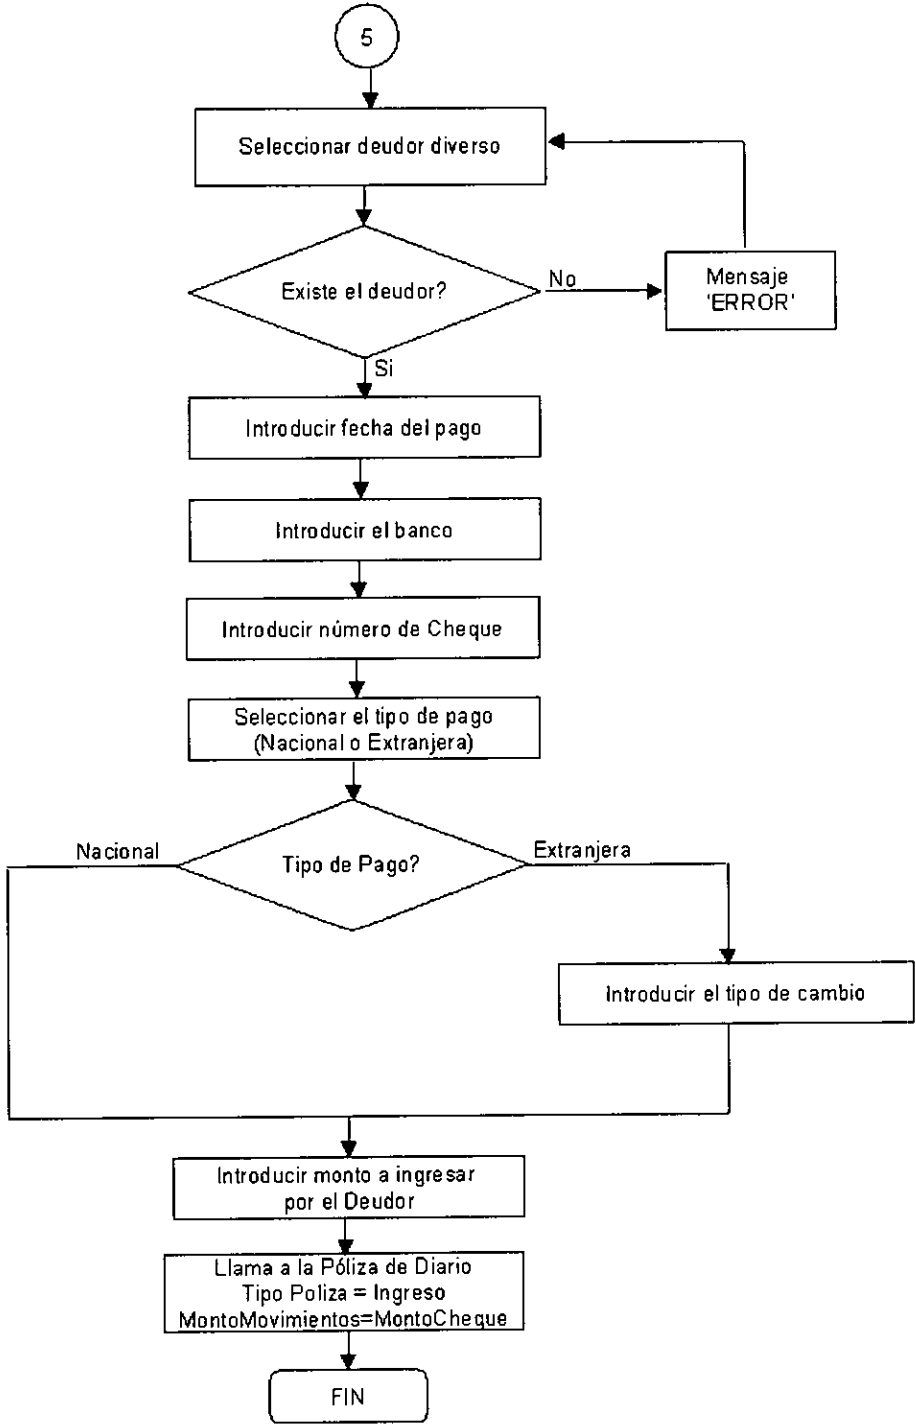 5
Seleccionar deudor diverso
Existe el deudor?
No
Mensaje
'ERROR'
Si
Introducir fecha del pago
Introducir el banco
Introducir número de Cheque
Seleccionar el tipo de pago
(Nacional o Extranjera)
Nacional
Tipo de Pago?
Extranjera
Introducir el tipo de cambio
Introducir monto a ingresar
por el Deudor
Llama a la Póliza de Diario
Tipo Poliza = Ingreso
MontoMovimientos=MontoCheque
FIN